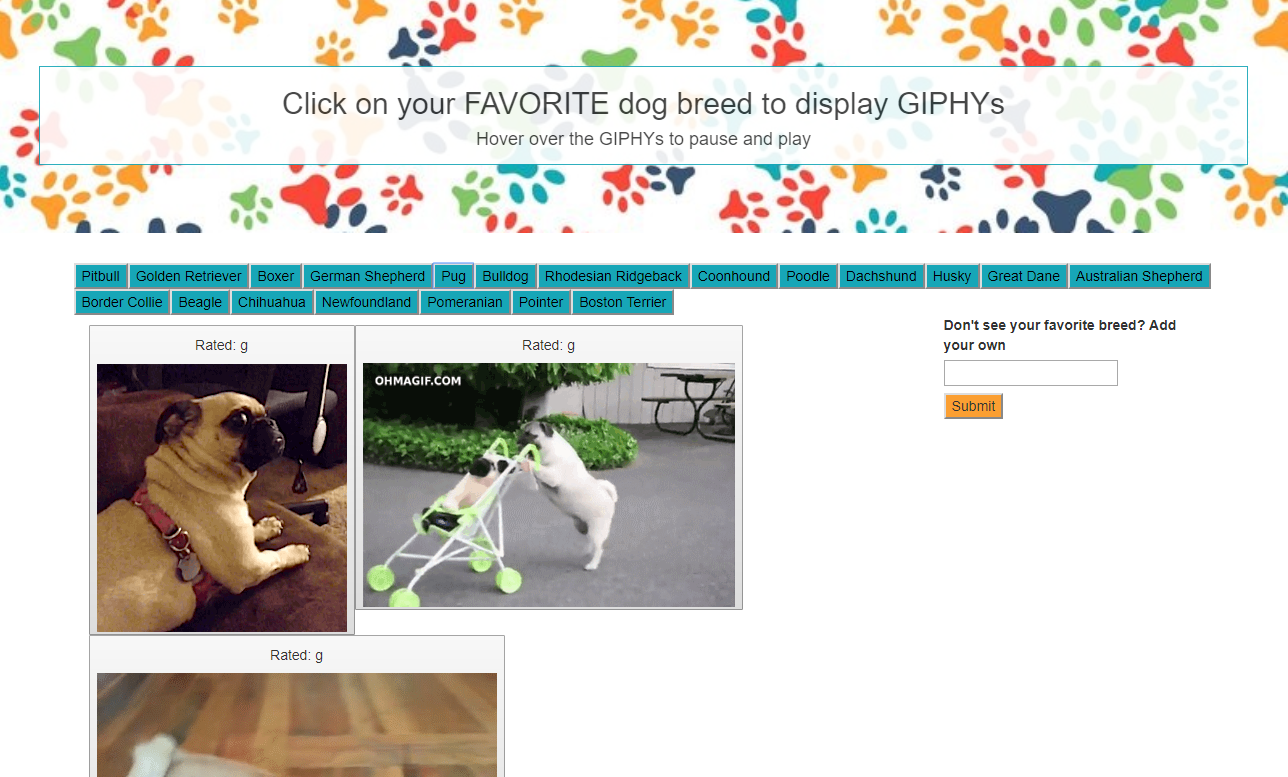 Click on your FAVORITE dog breed to display GIPHYs
Hover over the GIPHYs to pause and play
Pitbull Golden Retriever Boxer German Shepherd Pug Bulldog Rhodesian Ridgeback Coonhound Poodle Dachshund Husky Great Dane Australian Shepherd
Border Collie Beagle Chihuahua Newfoundland Pomeranian Pointer Boston Terrier
Rated: g
Rated: g
OHMAGIF.COM
Rated: g
Don't see your favorite breed? Add
your own
Submit